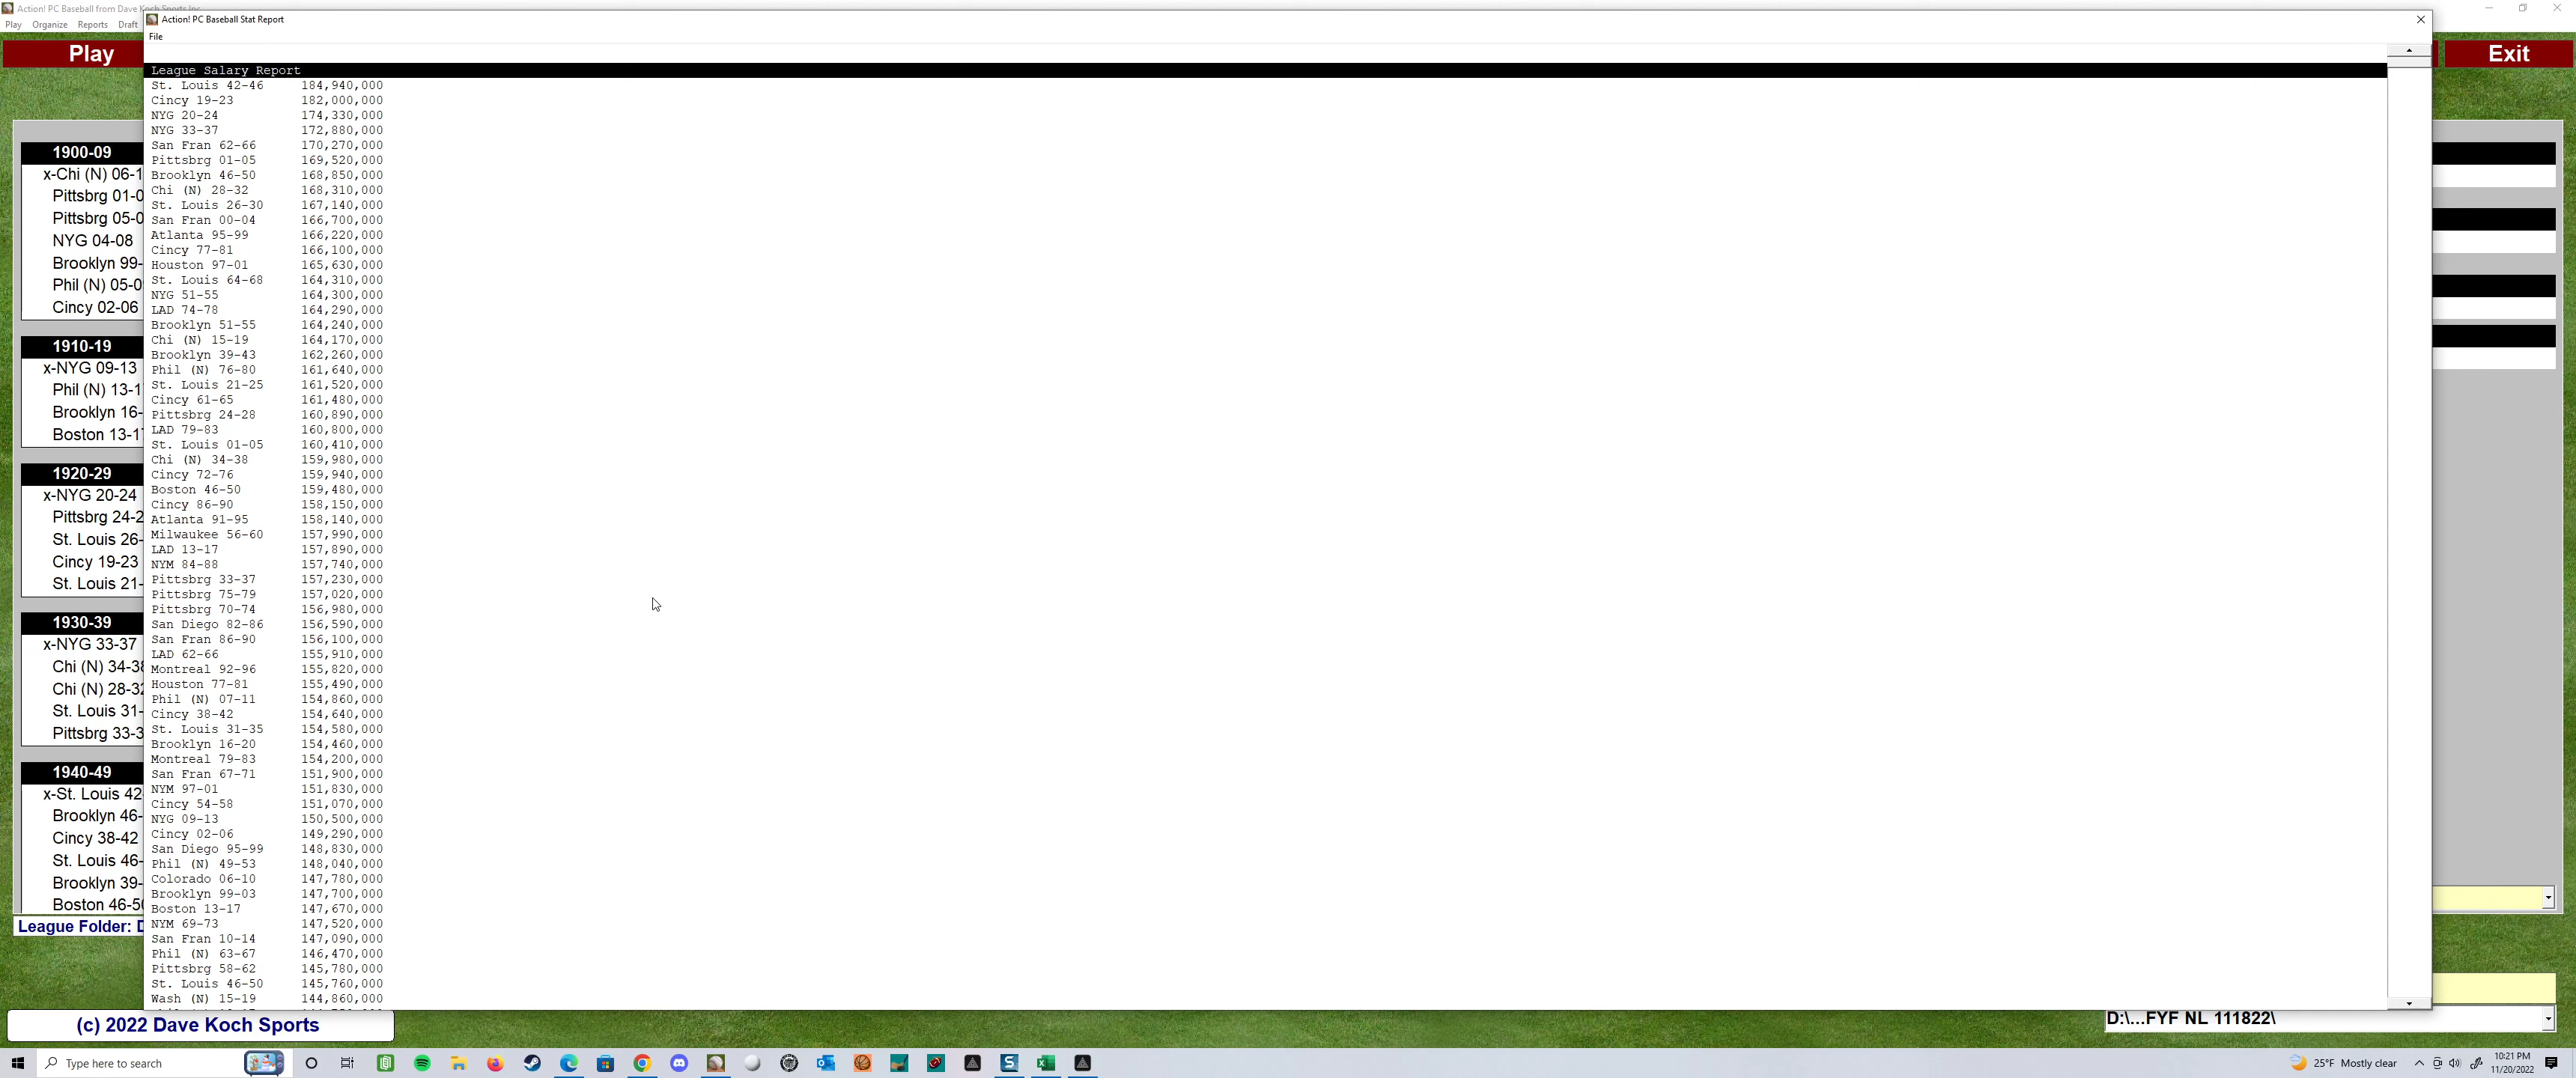 Action! PC Baseball from Dave Koch Sports Inc
Action! PC Baseball Stat Report
Play Organize Reports Draft
File
Play
Exit
League Salary Report
St. Louis 42-46 184,940,000
Cincy 19-23 182,000,000
NYG 20-24 174,330,000
NYG 33-37 172,880,000
San Fran 62-66 170,270,000
Pittsbrg 01-05 169,520,000
Brooklyn 46-50 168,850,000
Chi (N) 28-32 168,310,000
St. Louis 26-30 167,140,000
San Fran 00-04 166,700,000
Atlanta 95-99 166,220,000
Cincy 77-81 166,100,000
Houston 97-01 165,630,000
St. Louis 64-68 164,310,000
NYG 51-55 164,300,000
LAD 74-78 164,290,000
Brooklyn 51-55 164,240,000
Chi (N) 15-19 164,170,000
Brooklyn 39-43 162,260,000
Phil (N) 76-80 161,640,000
St. Louis 21-25 161,520,000
Cincy 61-65 161,480,000
Pittsbrg 24-28 160,890,000
LAD 79-83 160,800,000
St. Louis 01-05 160,410,000
Chi (N) 34-38 159,980,000
Cincy 72-76 159,940,000
Boston 46-50 159,480,000
Cincy 86-90 158,150,000
Atlanta 91-95 158,140,000
Milwaukee 56-60 157,990,000
LAD 13-17 157,890,000
NYM 84-88 157,740,000
Pittsbrg 33-37 157,230,000
Pittsbrg 75-79 157,020,000
Pittsbrg 70-74 156,980,000
San Diego 82-86 156,590,000
San Fran 86-90 156,100,000
LAD 62-66 155,910,000
Montreal 92-96 155,820,000
Houston 77-81 155,490,000
Phil (N) 07-11 154,860,000
Cincy 38-42 154,640,000
St. Louis 31-35 154,580,000
Brooklyn 16-20 154,460,000
Montreal 79-83 154,200,000
San Fran 67-71 151,900,000
NYM 97-01 151,830,000
Cincy 54-58 151,070,000
NYG 09-13 150,500,000
Cincy 02-06 149,290,000
San Diego 95-99 148,830,000
Phil (N) 49-53 148,040,000
Colorado 06-10 147,780,000
Brooklyn 99-03 147,700,000
Boston 13-17 147,670,000
NYM 69-73 147,520,000
San Fran 10-14 147,090,000
Phil (N) 63-67 146,470,000
Pittsbrg 58-62 145,780,000
St. Louis 46-50 145,760,000
Wash (N) 15-19 144,860,000
1900-09
x-Chi (N) 06-1
Pittsbrg 01-0
Pittsbrg 05-0
NYG 04-08
Brooklyn 99-
Phil (N) 05-0
Cincy 02-06
1910-19
x-NYG 09-13
Phil (N) 13-1
Brooklyn 16-
Boston 13-1
1920-29
x-NYG 20-24
Pittsbrg 24-2
St. Louis 26-
Cincy 19-23
St. Louis 21-
1930-39
x-NYG 33-37
Chi (N) 34-38
Chi (N) 28-32
St. Louis 31-
Pittsbrg 33-3
1940-49
x-St. Louis 42
Brooklyn 46-
Cincy 38-42
St. Louis 46-
Brooklyn 39-
Boston 46-50
League Folder: D
(c) 2022 Dave Koch Sports
D:\...FYF NL 111822\
Type here to search
25°F Mostly clear
10:21 PM
11/20/2022